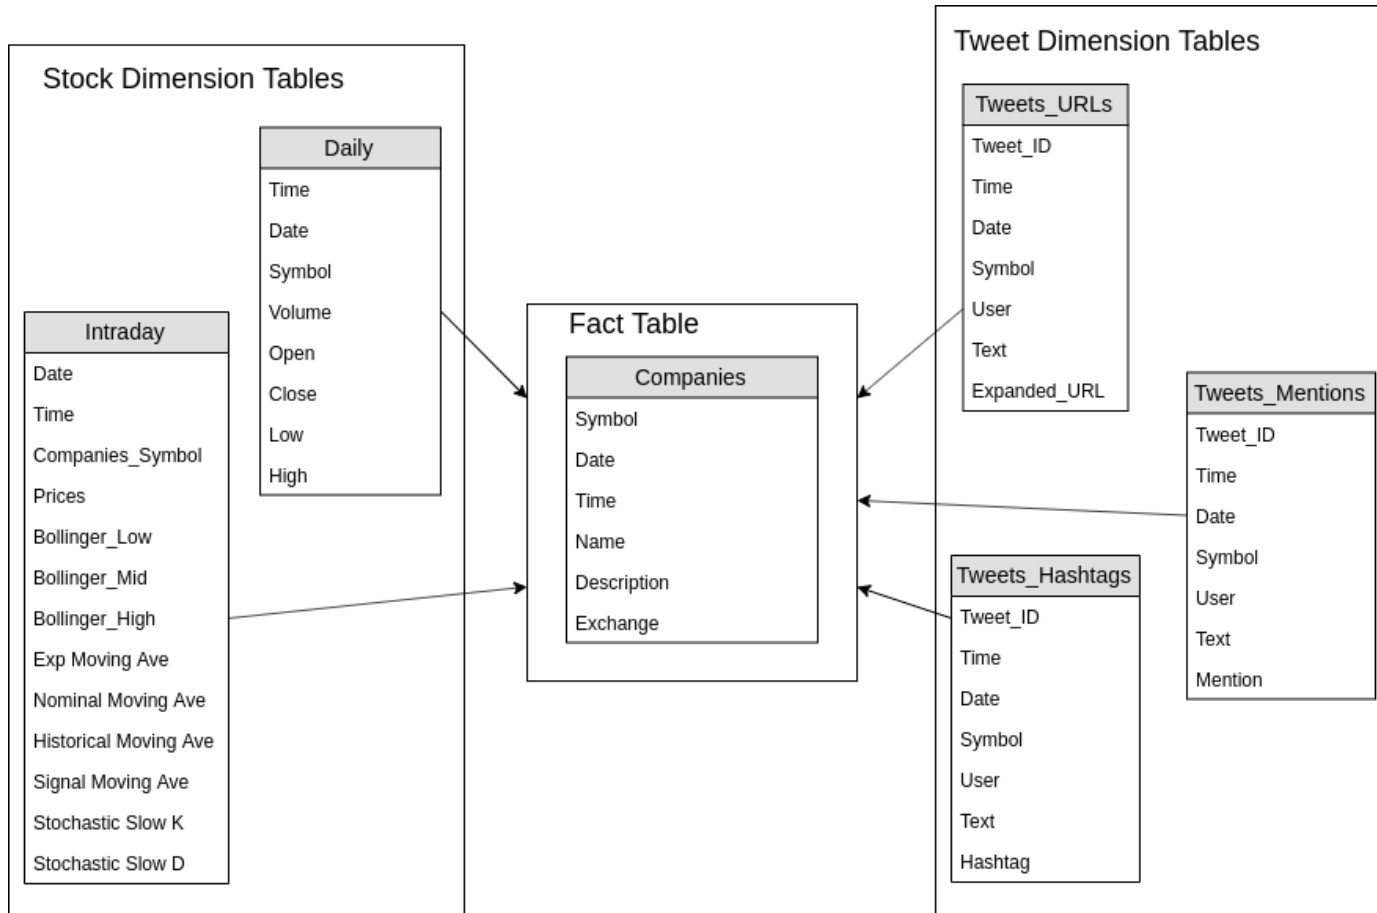 Stock Dimension Tables
Daily
Time
Date
Symbol
Volume
Open
Close
Low
High
Intraday
Date
Time
Companies_Symbol
Prices
Bollinger_Low
Bollinger_Mid
Bollinger_High
Exp Moving Ave
Nominal Moving Ave
Historical Moving Ave
Signal Moving Ave
Stochastic Slow K
Stochastic Slow D
Fact Table
Companies
Symbol
Date
Time
Name
Description
Exchange
Tweet Dimension Tables
Tweets_URLs
Tweet_ID
Time
Date
Symbol
User
Text
Expanded_URL
Tweets_Mentions
Tweet_ID
Time
Date
Symbol
User
Text
Mention
Tweets_Hashtags
Tweet_ID
Time
Date
Symbol
User
Text
Hashtag